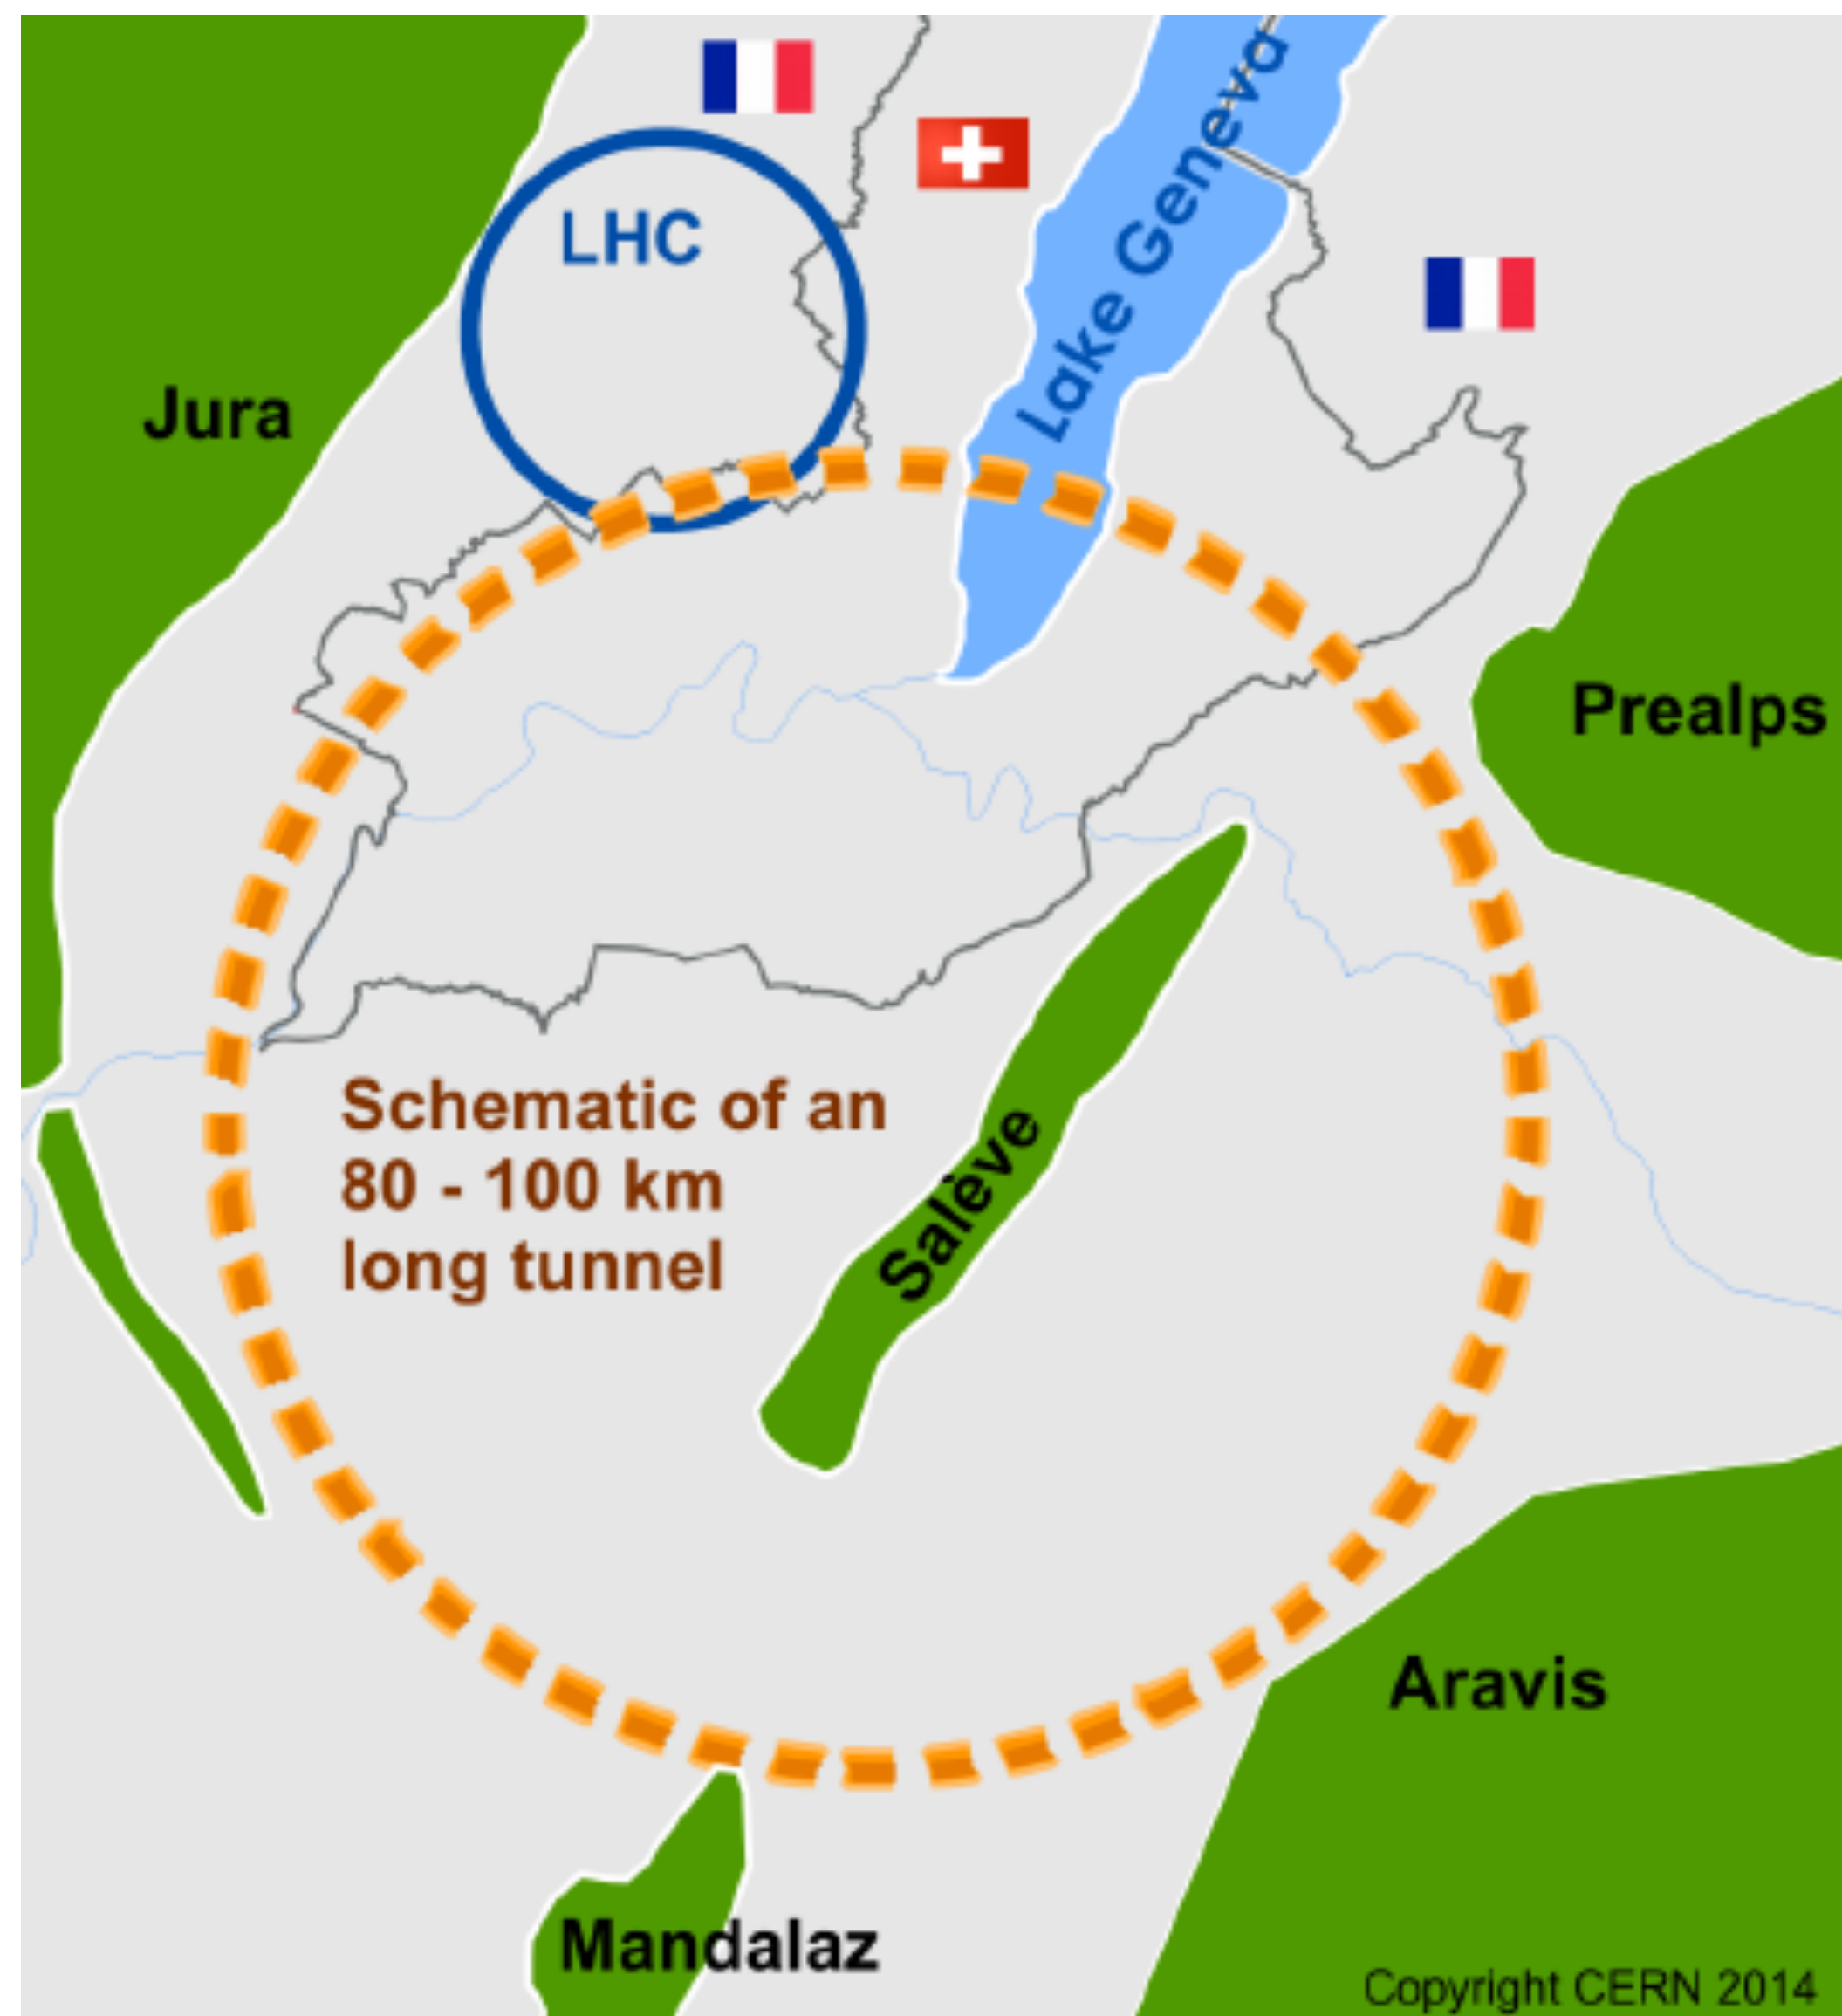 LHC
Lake Geneva
Jura
Prealps
Schematic of an
80 - 100 km
long tunnel
Salève
Aravis
Mandalaz
Copyright CERN 2014